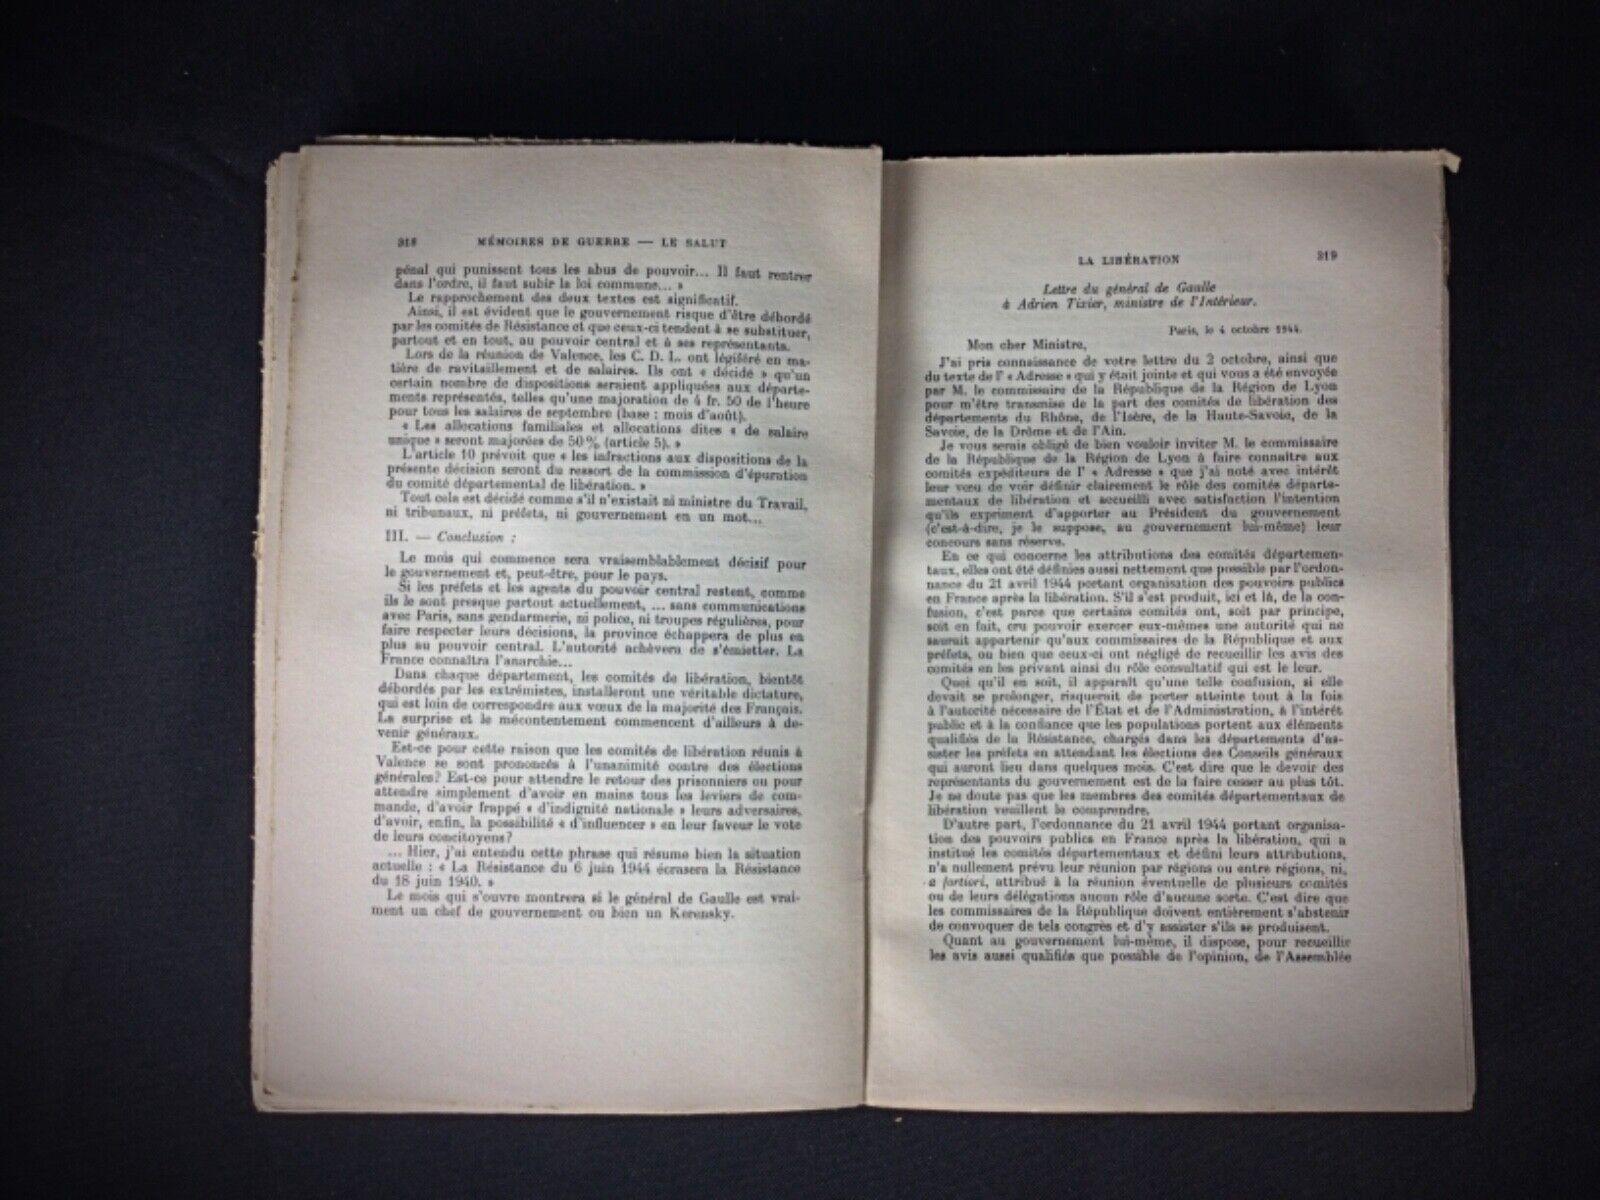 318 MÉMOIRES DE GUERRE — LE SALUT
pénal qui punissent tous les abus de pouvoir... Il faut rentrer
dans l'ordre, il faut subir la loi commune... »
Le rapprochement des deux textes est significatif.
Ainsi, il est évident que le gouvernement risque d'être débordé
par les comités de Résistance et que ceux-ci tendent à se substituer,
partout et en tout, au pouvoir central et à ses représentants.
Lors de la réunion de Valence, les C. D. L. ont légiféré en ma-
tière de ravitaillement et de salaires. Ils ont « décidé » qu'un
certain nombre de dispositions seraient appliquées aux départe-
ments représentés, telles qu'une majoration de 4 fr. 50 de l'heure
pour tous les salaires de septembre (base : mois d'août).
« Les allocations familiales et allocations dites « de salaire
unique » seront majorées de 50 % (article 5). »
L'article 10 prévoit que « les infractions aux dispositions de la
présente décision seront du ressort de la commission d'épuration
du comité départemental de libération. »
Tout cela est décidé comme s'il n'existait ni ministre du Travail,
ni tribunaux, ni préfets, ni gouvernement en un mot...
III. — Conclusion :
Le mois qui commence sera vraisemblablement décisif pour
le gouvernement et, peut-être, pour le pays.
Si les préfets et les agents du pouvoir central restent, comme
ils le sont presque partout actuellement, ... sans communications
avec Paris, sans gendarmerie, ni police, ni troupes régulières, pour
faire respecter leurs décisions, la province échappera de plus en
plus au pouvoir central. L'autorité achèvera de s'émietter. La
France connaîtra l'anarchie...
Dans chaque département, les comités de libération, bientôt
débordés par les extrémistes, installeront une véritable dictature,
qui est loin de correspondre aux vœux de la majorité des Français.
La surprise et le mécontentement commencent d'ailleurs à de-
venir généraux.
Est-ce pour cette raison que les comités de libération réunis à
Valence se sont prononcés à l'unanimité contre des élections
générales? Est-ce pour attendre le retour des prisonniers ou pour
attendre simplement d'avoir en mains tous les leviers de com-
mande, d'avoir frappé « d'indignité nationale » leurs adversaires,
d'avoir, enfin, la possibilité « d'influencer » en leur faveur le vote
de leurs concitoyens?
... Hier, j'ai entendu cette phrase qui résume bien la situation
actuelle : « La Résistance du 6 juin 1944 écrasera la Résistance
du 18 juin 1940. »
Le mois qui s'ouvre montrera si le général de Gaulle est vrai-
ment un chef de gouvernement ou bien un Kerensky.
LA LIBÉRATION 319
Lettre du général de Gaulle
à Adrien Tixier, ministre de l'Intérieur.
Paris, le 4 octobre 1944.
Mon cher Ministre,
J'ai pris connaissance de votre lettre du 2 octobre, ainsi que
du texte de l' « Adresse » qui y était jointe et qui vous a été envoyée
par M. le commissaire de la République de la Région de Lyon
pour m'être transmise de la part des comités de libération des
départements du Rhône, de l'Isère, de la Haute-Savoie, de la
Savoie, de la Drôme et de l'Ain.
Je vous serais obligé de bien vouloir inviter M. le commissaire
de la République de la Région de Lyon à faire connaître aux
comités expéditeurs de l' « Adresse » que j'ai noté avec intérêt
leur vœu de voir définir clairement le rôle des comités départe-
mentaux de libération et accueilli avec satisfaction l'intention
qu'ils expriment d'apporter au Président du gouvernement
(c'est-à-dire, je le suppose, au gouvernement lui-même) leur
concours sans réserve.
En ce qui concerne les attributions des comités départemen-
taux, elles ont été définies aussi nettement que possible par l'ordon-
nance du 21 avril 1944 portant organisation des pouvoirs publics
en France après la libération. S'il s'est produit, ici et là, de la con-
fusion, c'est parce que certains comités ont, soit par principe,
soit en fait, cru pouvoir exercer eux-mêmes une autorité qui ne
saurait appartenir qu'aux commissaires de la République et aux
préfets, ou bien que ceux-ci ont négligé de recueillir les avis des
comités en les privant ainsi du rôle consultatif qui est le leur.
Quoi qu'il en soit, il apparaît qu'une telle confusion, si elle
devait se prolonger, risquerait de porter atteinte tout à la fois
à l'autorité nécessaire de l'État et de l'Administration, à l'intérêt
public et à la confiance que les populations portent aux éléments
qualifiés de la Résistance, chargés dans les départements d'as-
sister les préfets en attendant les élections des Conseils généraux
qui auront lieu dans quelques mois. C'est dire que le devoir des
représentants du gouvernement est de la faire cesser au plus tôt.
Je ne doute pas que les membres des comités départementaux de
libération veuillent le comprendre.
D'autre part, l'ordonnance du 21 avril 1944 portant organisa-
tion des pouvoirs publics en France après la libération, qui a
institué les comités départementaux et défini leurs attributions,
n'a nullement prévu leur réunion par régions ou entre régions, ni,
a fortiori, attribué à la réunion éventuelle de plusieurs comités
ou de leurs délégations aucun rôle d'aucune sorte. C'est dire que
les commissaires de la République doivent entièrement s'abstenir
de convoquer de tels congrès et d'y assister s'ils se produisent.
Quant au gouvernement lui-même, il dispose, pour recueillir
les avis aussi qualifiés que possible de l'opinion, de l'Assemblée